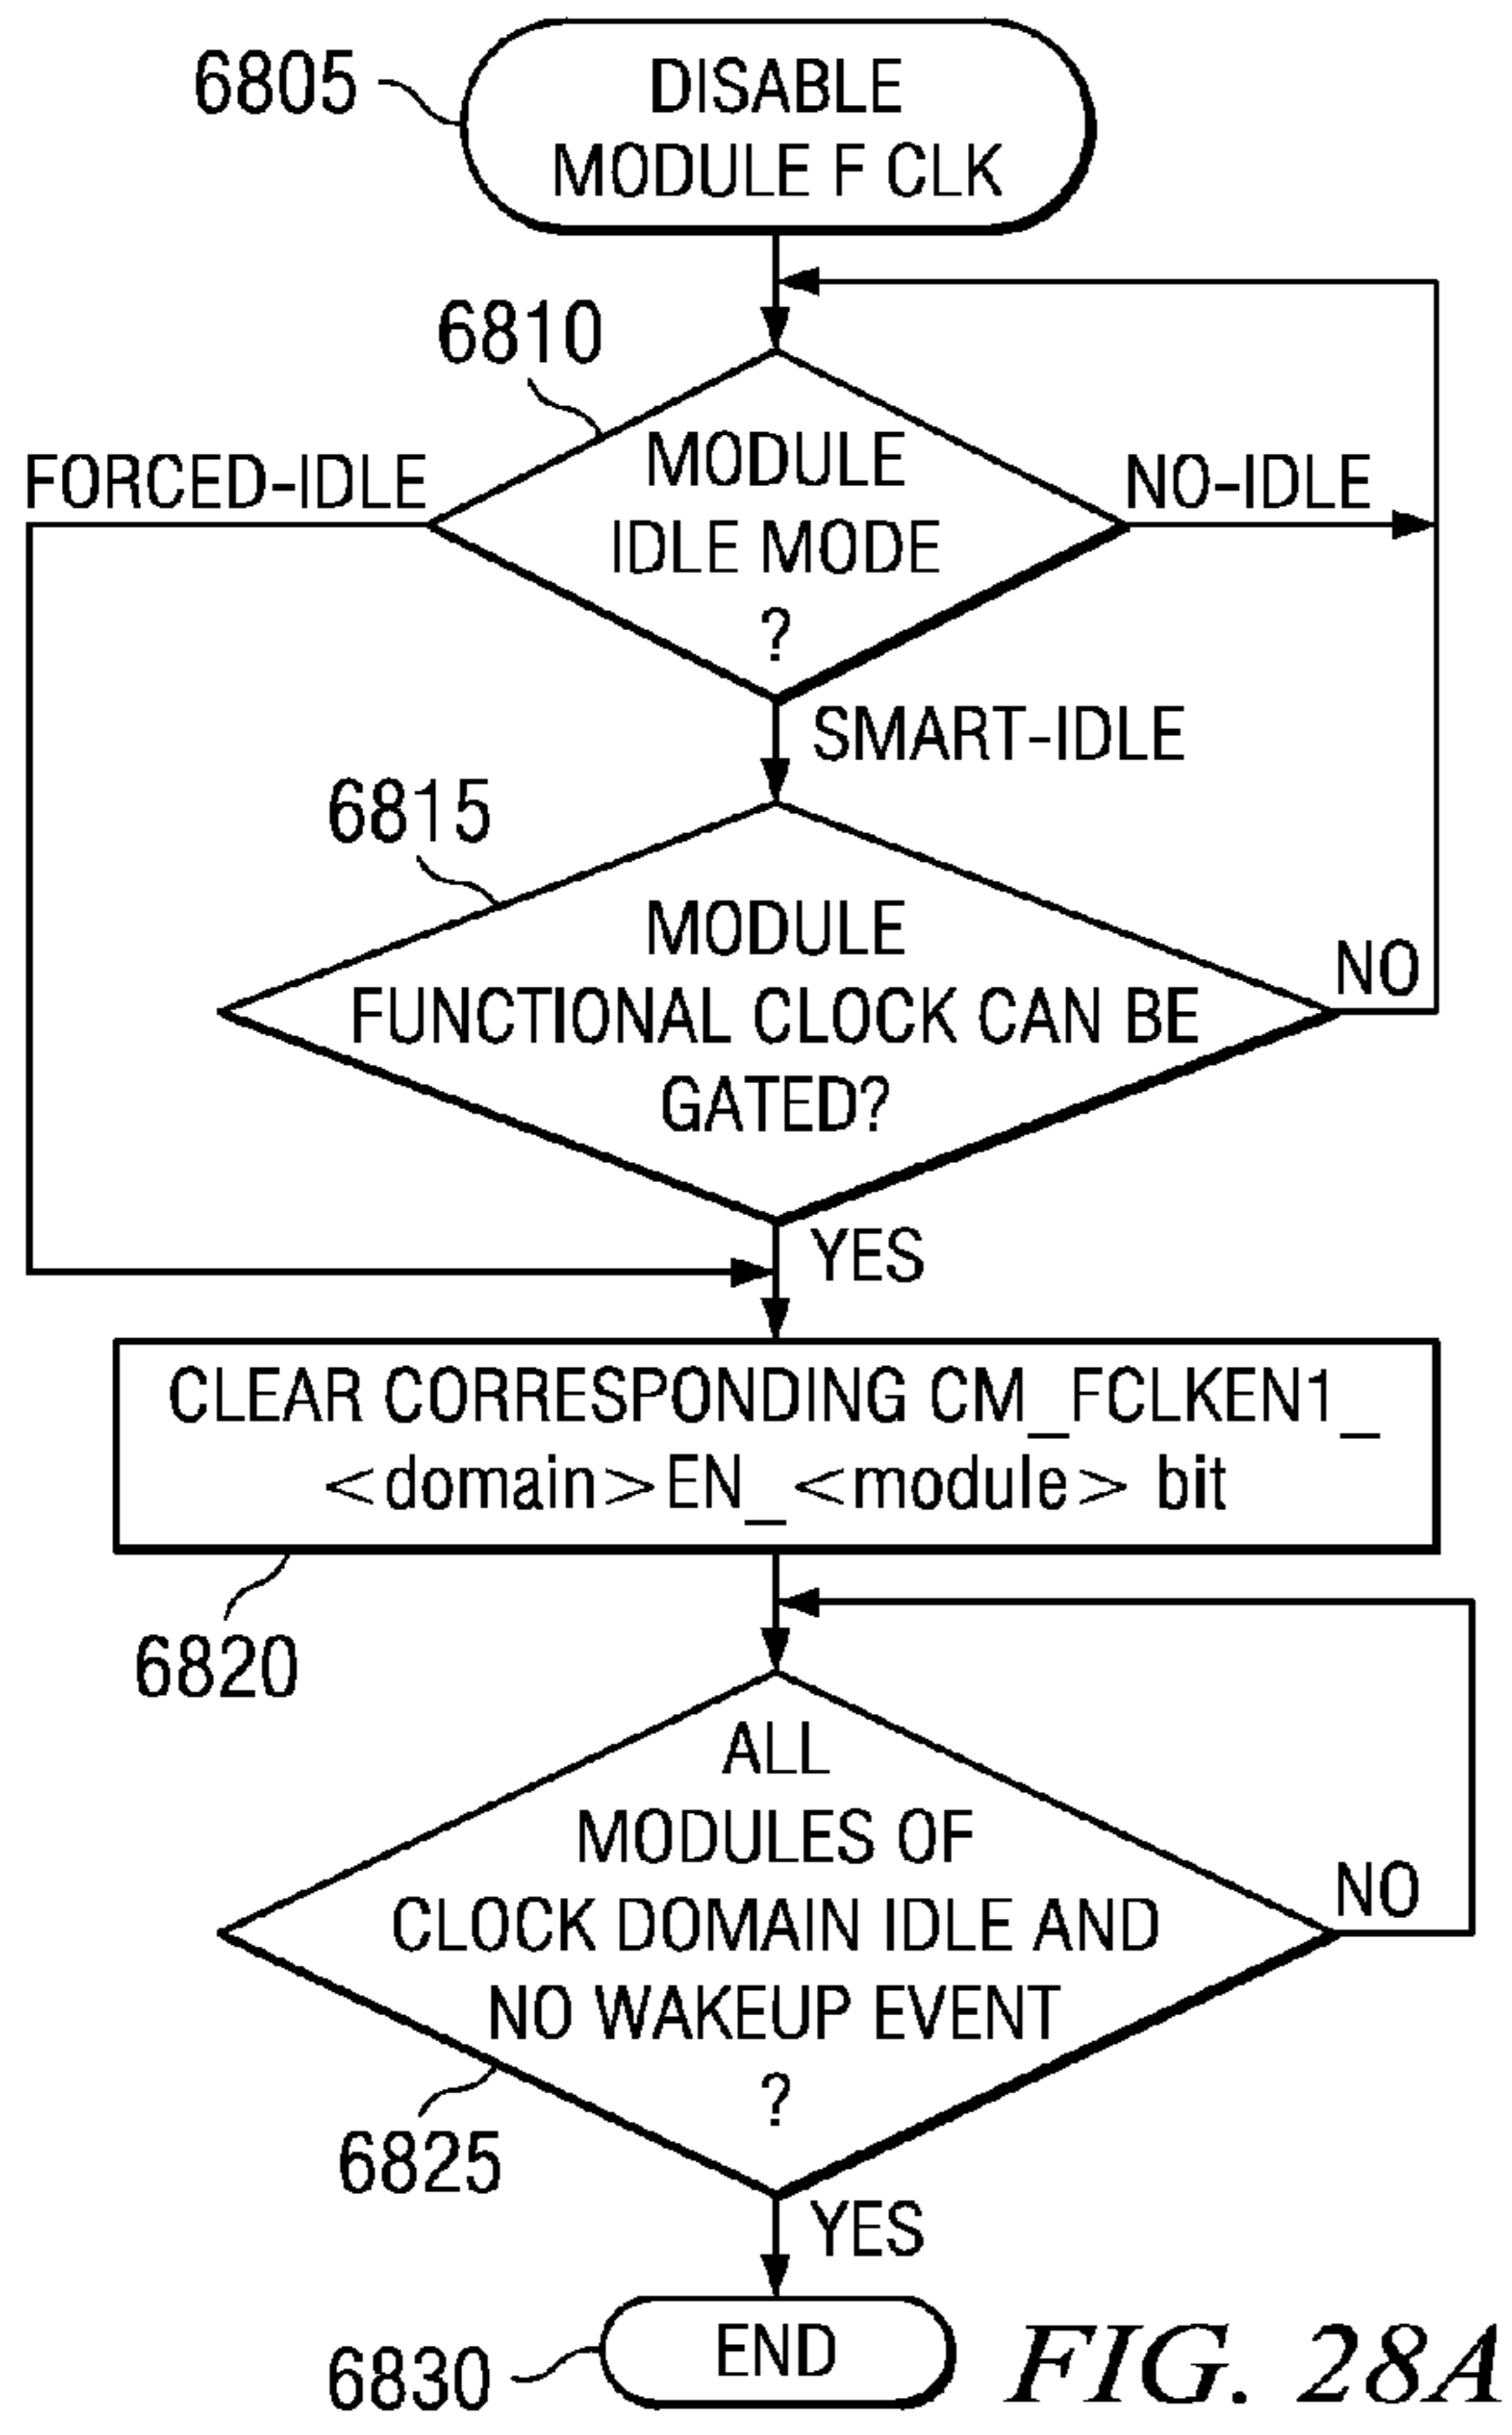 6805
DISABLE
MODULE F CLK
6810
MODULE
IDLE MODE
?
FORCED-IDLE
NO-IDLE
SMART-IDLE
6815
MODULE
FUNCTIONAL CLOCK CAN BE
GATED?
NO
YES
CLEAR CORRESPONDING CM_FCLKEN1_
<domain>EN_<module> bit
6820
ALL
MODULES OF
CLOCK DOMAIN IDLE AND
NO WAKEUP EVENT
?
NO
6825
YES
END
6830
FIG. 28A